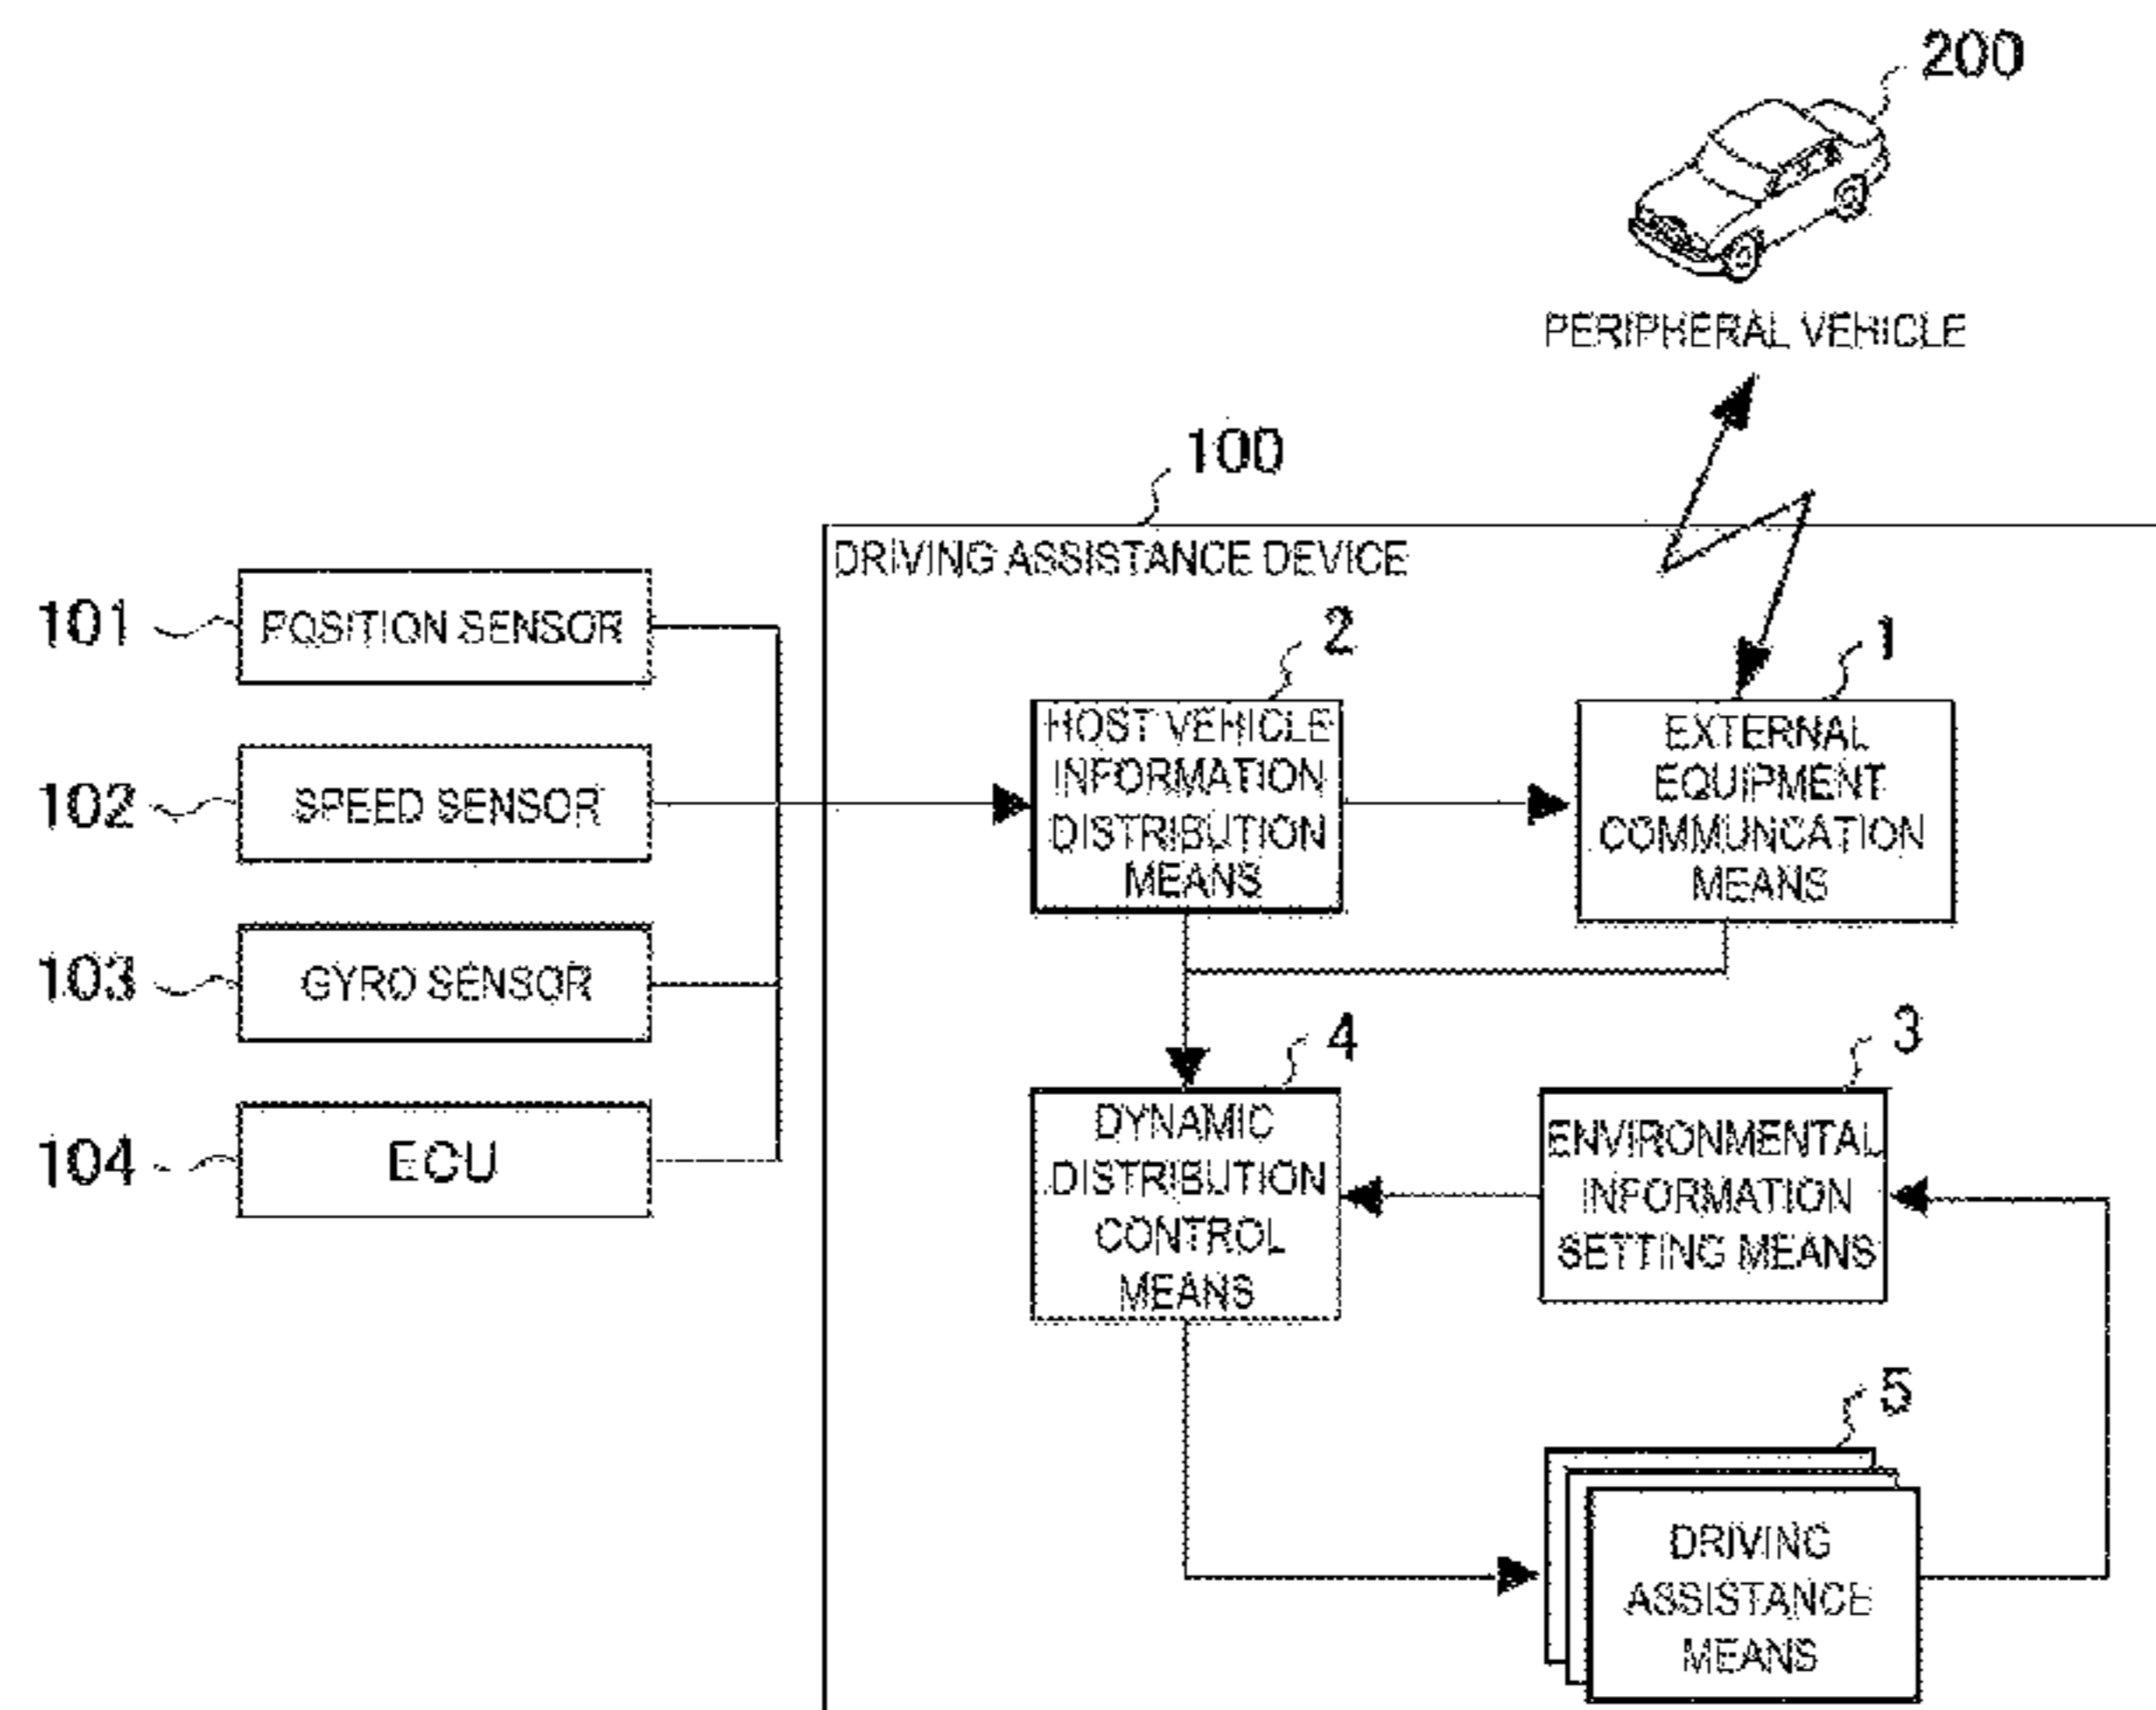 200
PERIPHERAL VEHICLE
100
DRIVING ASSISTANCE DEVICE
101
POSITION SENSOR
2
1
HOST VEHICLE
INFORMATION
DISTRIBUTION
MEANS
EXTERNAL
EQUIPMENT
COMMUNCATION
MEANS
102
SPEED SENSOR
103
GYRO SENSOR
4
3
104
ECU
DYNAMIC
DISTRIBUTION
CONTROL
MEANS
ENVIRONMENTAL
INFORMATION
SETTING MEANS
5
DRIVING
ASSISTANCE
MEANS